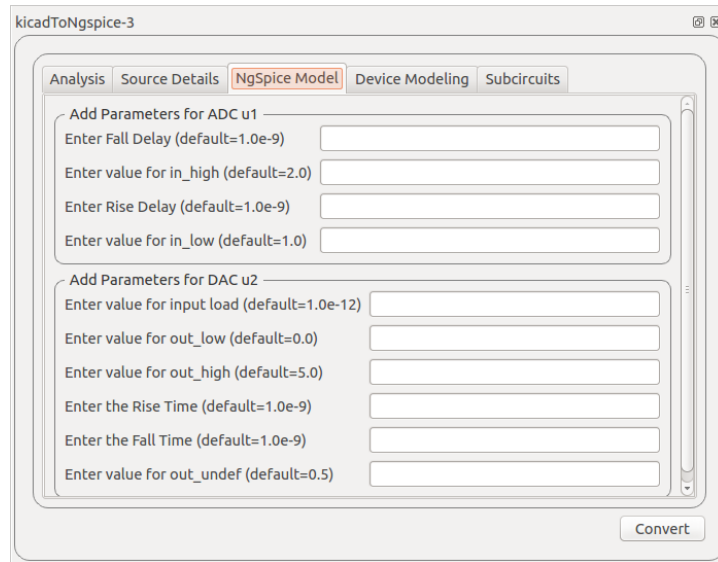 kicadToNgspice-3
Analysis Source Details NgSpice Model Device Modeling Subcircuits
Add Parameters for ADC u1
Enter Fall Delay (default=1.0e-9)
Enter value for in_high (default=2.0)
Enter Rise Delay (default=1.0e-9)
Enter value for in_low (default=1.0)
Add Parameters for DAC u2
Enter value for input load (default=1.0e-12)
Enter value for out_low (default=0.0)
Enter value for out_high (default=5.0)
Enter the Rise Time (default=1.0e-9)
Enter the Fall Time (default=1.0e-9)
Enter value for out_undef (default=0.5)
Convert